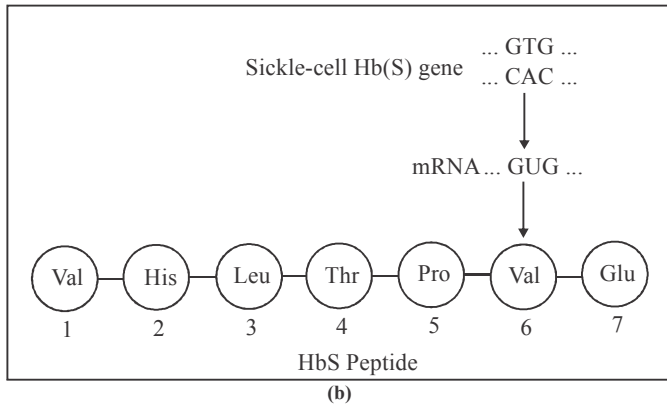 ... GTG ...
Sickle-cell Hb(S) gene
... CAC ...
mRNA ... GUG ...
Val His Leu Thr Pro Val Glu
1 2 3 4 5 6 7
HbS Peptide
(b)